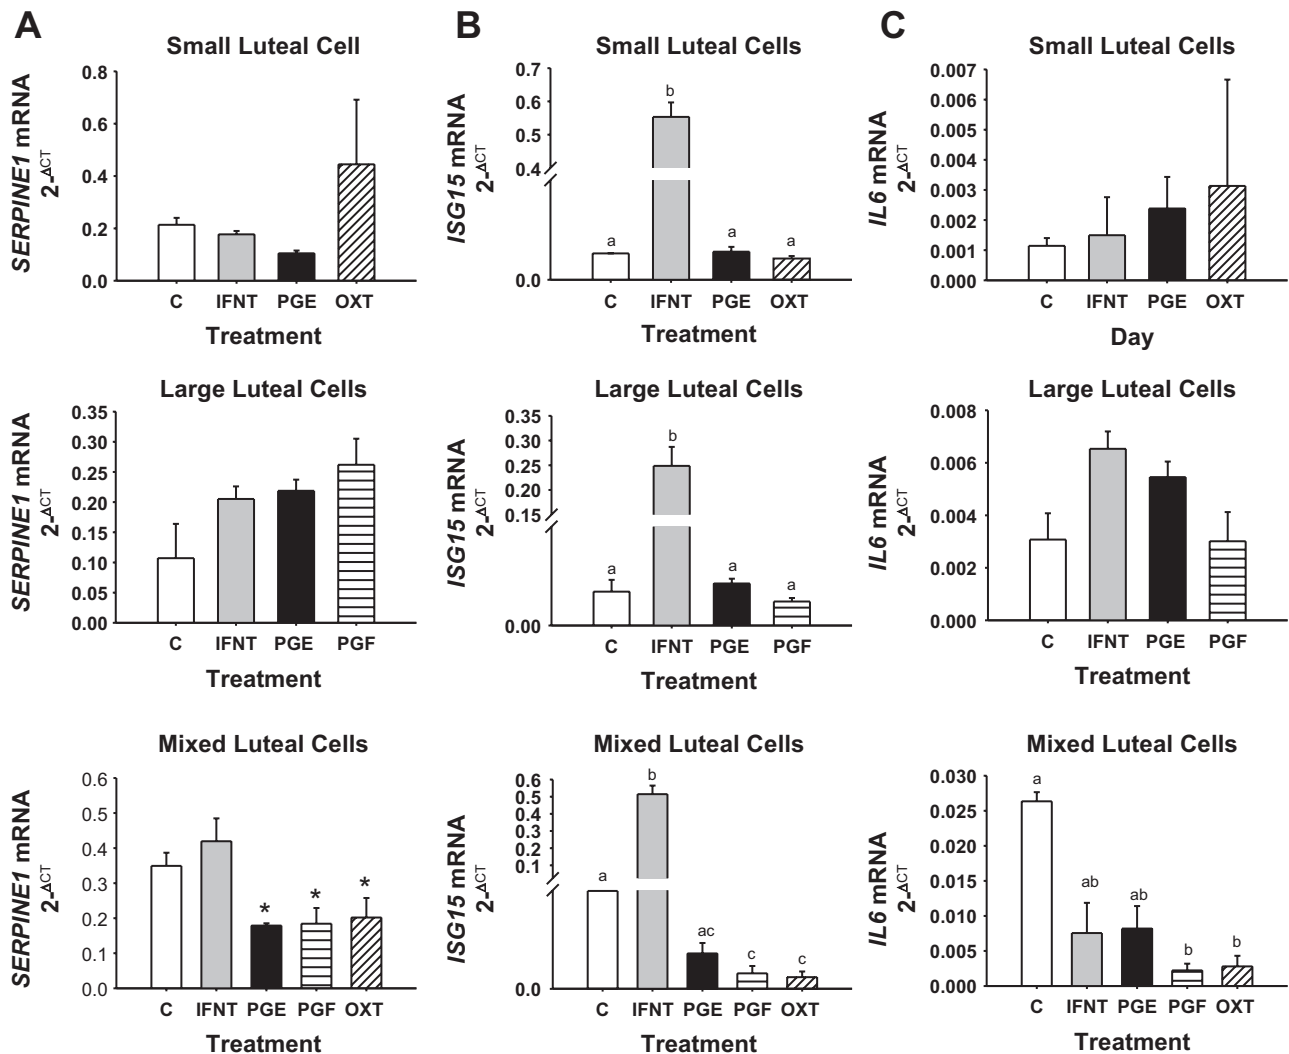 A
B
C
Small Luteal Cell
SERPINE1 mRNA
2-ΔCT
0.8
0.6
0.4
0.2
0.0
C IFNT PGE OXT
Treatment
Small Luteal Cells
ISG15 mRNA
2-ΔCT
0.7
0.6
0.5
0.4
0.0
a b a a
C IFNT PGE OXT
Treatment
Small Luteal Cells
IL6 mRNA
2-ΔCT
0.007
0.006
0.005
0.004
0.003
0.002
0.001
0.000
C IFNT PGE OXT
Day
Large Luteal Cells
SERPINE1 mRNA
2-ΔCT
0.35
0.30
0.25
0.20
0.15
0.10
0.05
0.00
C IFNT PGE PGF
Treatment
Large Luteal Cells
ISG15 mRNA
2-ΔCT
0.35
0.30
0.25
0.20
0.15
0.00
a b a a
C IFNT PGE PGF
Treatment
Large Luteal Cells
IL6 mRNA
2-ΔCT
0.008
0.006
0.004
0.002
0.000
C IFNT PGE PGF
Treatment
Mixed Luteal Cells
SERPINE1 mRNA
2-ΔCT
0.6
0.5
0.4
0.3
0.2
0.1
0.0
* * *
C IFNT PGE PGF OXT
Treatment
Mixed Luteal Cells
ISG15 mRNA
2-ΔCT
0.6
0.5
0.4
0.3
0.2
0.1
0.0
a b ac c c
C IFNT PGE PGF OXT
Treatment
Mixed Luteal Cells
IL6 mRNA
2-ΔCT
0.030
0.025
0.020
0.015
0.010
0.005
0.000
a ab ab b b
C IFNT PGE PGF OXT
Treatment